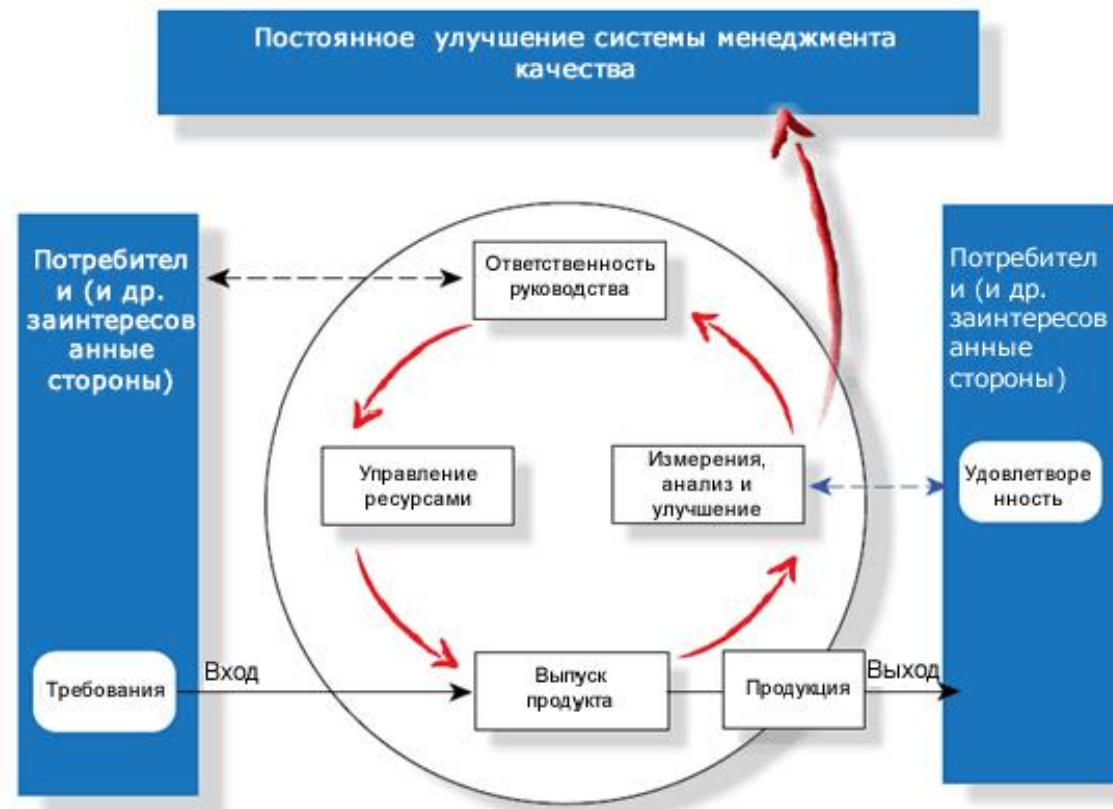 Постоянное улучшение системы менеджмента
качества
Потребител
и (и др.
заинтересов
анные
стороны)
Ответственность
руководства
Потребител
и (и др.
заинтересов
анные
стороны)
Управление
ресурсами
Измерения,
анализ и
улучшение
Удовлетворе
нность
Требования
Вход
Выпуск
продукта
Продукция
Выход